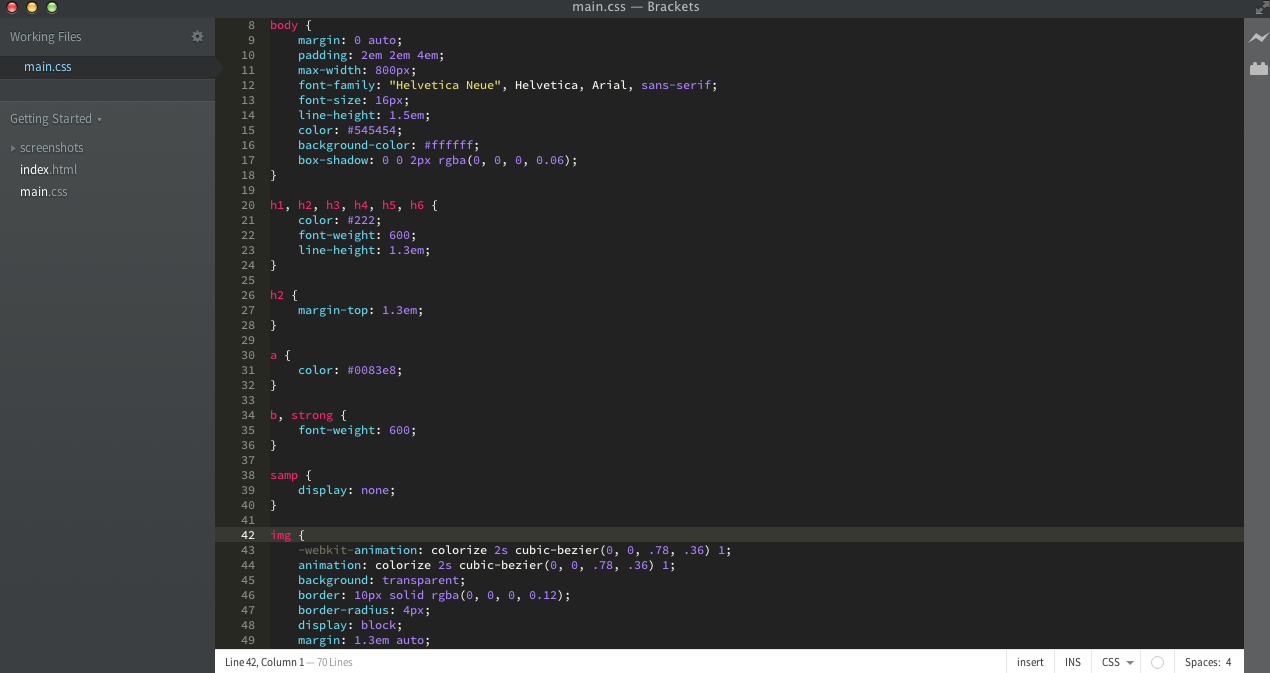 main.css — Brackets
Working Files
main.css
Getting Started
screenshots
index.html
main.css
8 body {
9     margin: 0 auto;
10     padding: 2em 2em 4em;
11     max-width: 800px;
12     font-family: "Helvetica Neue", Helvetica, Arial, sans-serif;
13     font-size: 16px;
14     line-height: 1.5em;
15     color: #545454;
16     background-color: #ffffff;
17     box-shadow: 0 0 2px rgba(0, 0, 0, 0.06);
18 }
19
20 h1, h2, h3, h4, h5, h6 {
21     color: #222;
22     font-weight: 600;
23     line-height: 1.3em;
24 }
25
26 h2 {
27     margin-top: 1.3em;
28 }
29
30 a {
31     color: #0083e8;
32 }
33
34 b, strong {
35     font-weight: 600;
36 }
37
38 samp {
39     display: none;
40 }
41
42 img {
43     -webkit-animation: colorize 2s cubic-bezier(0, 0, .78, .36) 1;
44     animation: colorize 2s cubic-bezier(0, 0, .78, .36) 1;
45     background: transparent;
46     border: 10px solid rgba(0, 0, 0, 0.12);
47     border-radius: 4px;
48     display: block;
49     margin: 1.3em auto;
Line 42, Column 1 — 70 Lines
insert INS CSS Spaces: 4